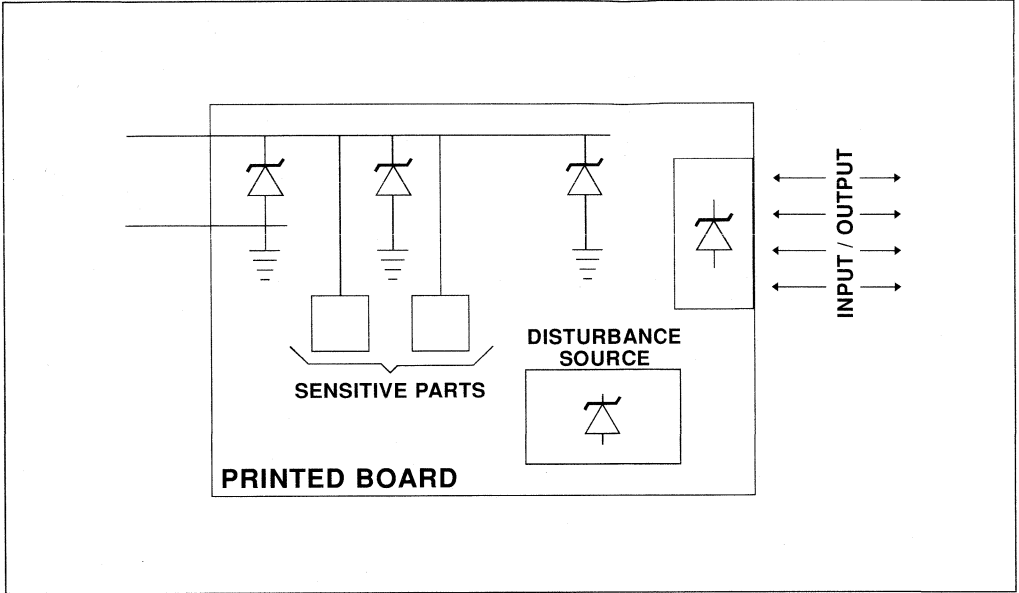 INPUT / OUTPUT
DISTURBANCE
SOURCE
SENSITIVE PARTS
PRINTED BOARD